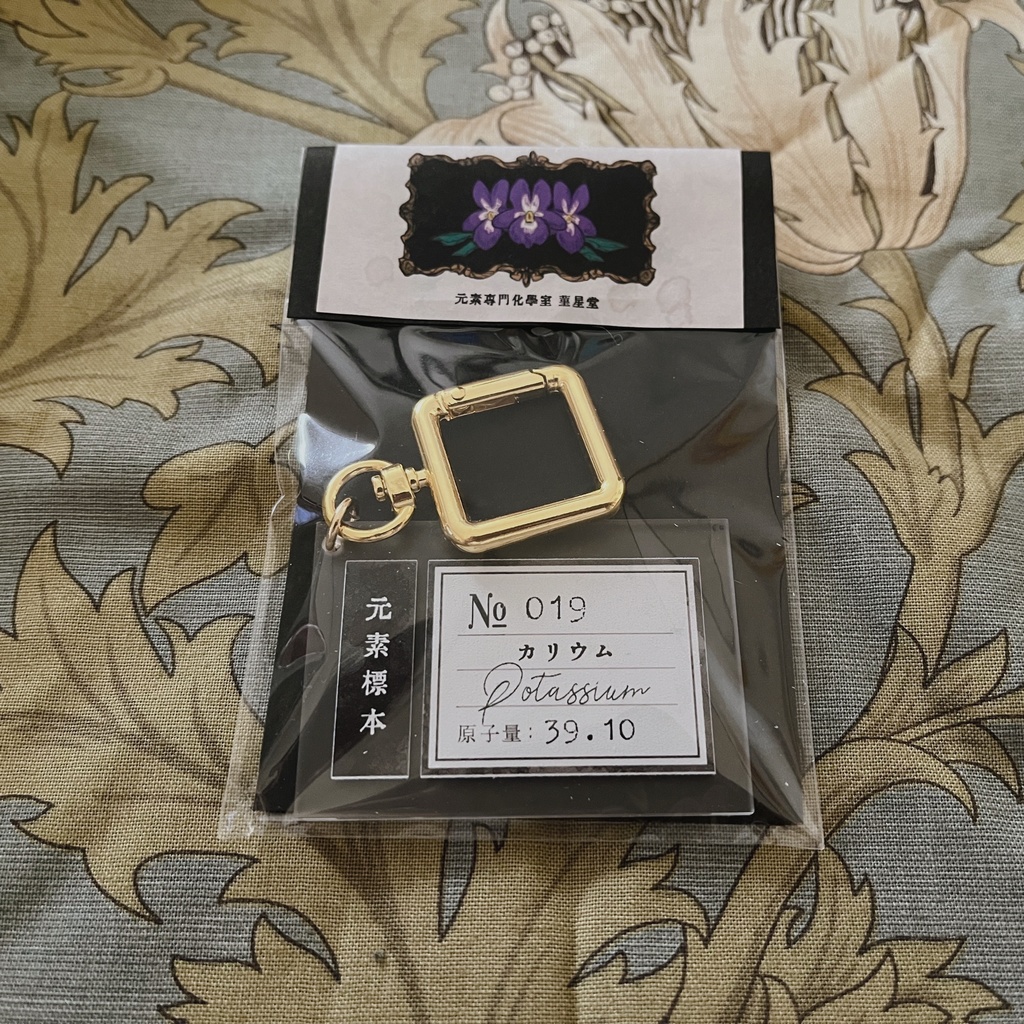 元素専門化學室 菫星堂
元素標本
№ 019
カリウム
Potassium
原子量: 39.10